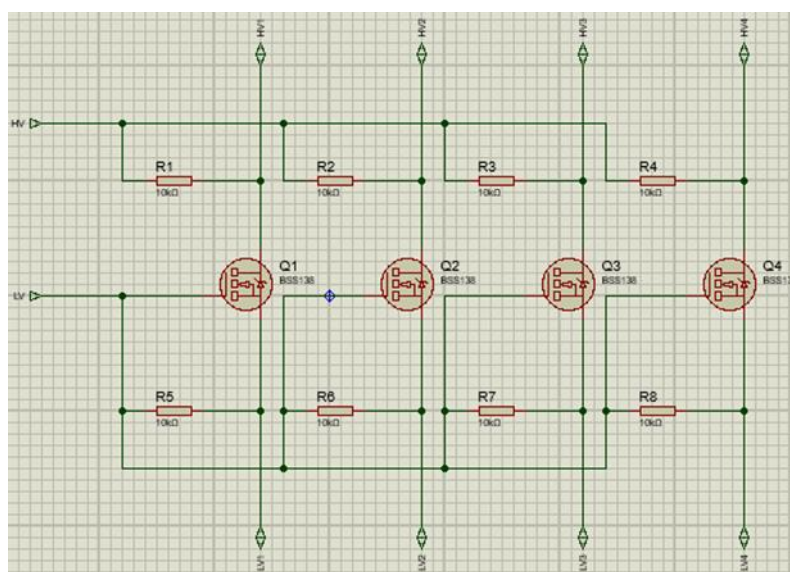 HV1 HV2 HV3 HV4
HV
R1 R2 R3 R4
10kΩ 10kΩ 10kΩ 10kΩ
Q1 Q2 Q3 Q4
BSS138 BSS138 BSS138
LV
R5 R6 R7 R8
10kΩ 10kΩ 10kΩ 10kΩ
LV1 LV2 LV3 LV4